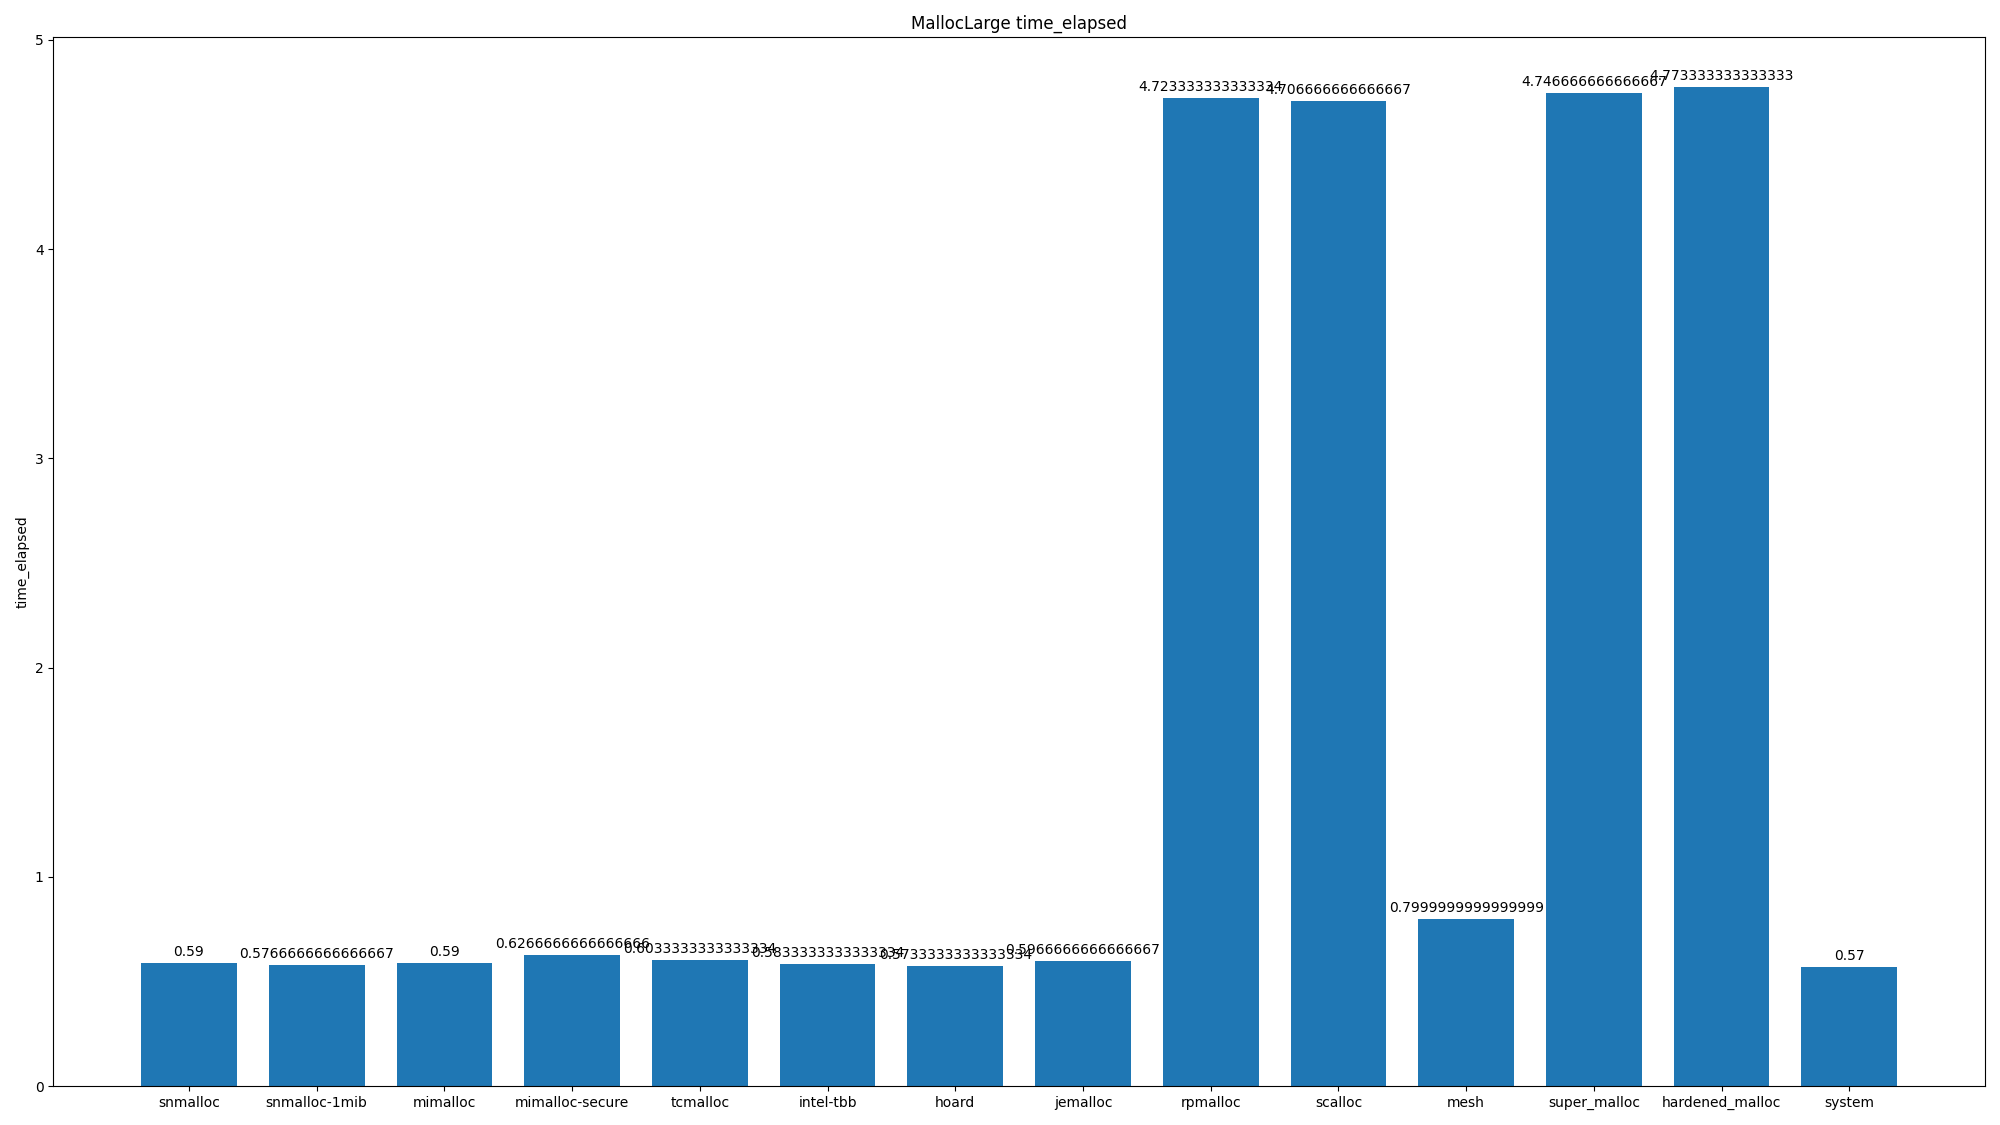 MallocLarge time_elapsed
5
4
3
2
1
0
time_elapsed
0.59
0.5766666666666667
0.59
0.6266666666666666
0.6033333333333334
0.5833333333333334
0.5733333333333334
0.5966666666666667
4.723333333333334
4.706666666666667
0.7999999999999999
4.746666666666667
4.773333333333333
0.57
snmalloc
snmalloc-1mib
mimalloc
mimalloc-secure
tcmalloc
intel-tbb
hoard
jemalloc
rpmalloc
scalloc
mesh
super_malloc
hardened_malloc
system